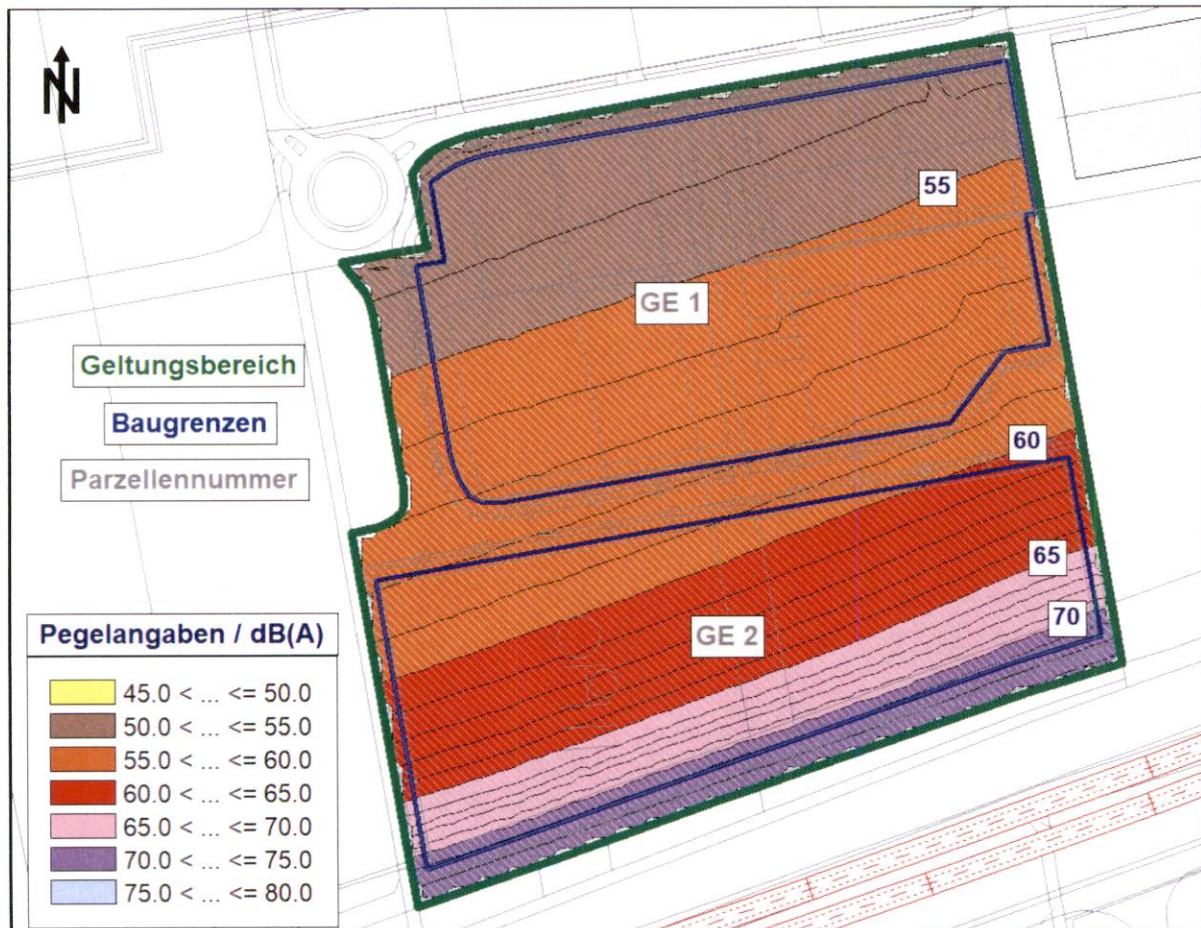 N
55
GE 1
Geltungsbereich
Baugrenzen
Parzellennummer
60
65
70
GE 2
Pegelangaben / dB(A)
45.0 < ... <= 50.0
50.0 < ... <= 55.0
55.0 < ... <= 60.0
60.0 < ... <= 65.0
65.0 < ... <= 70.0
70.0 < ... <= 75.0
75.0 < ... <= 80.0